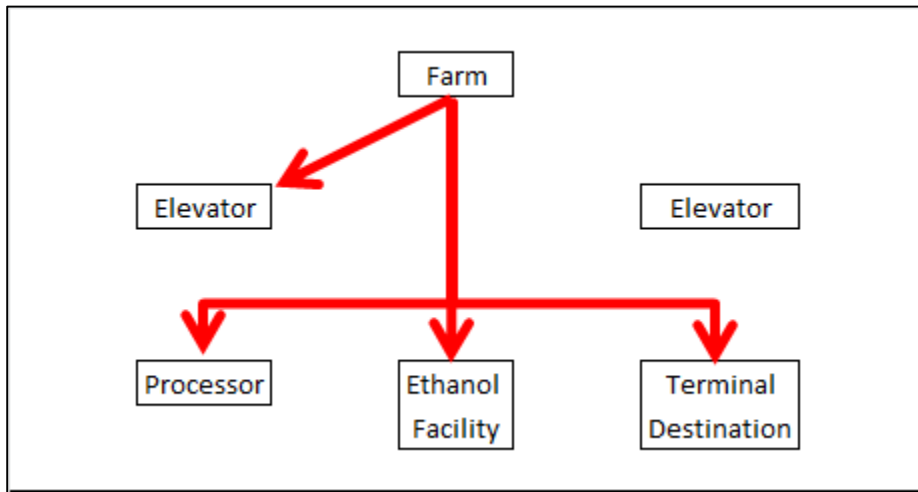 Farm
Elevator
Elevator
Processor
Ethanol
Facility
Terminal
Destination